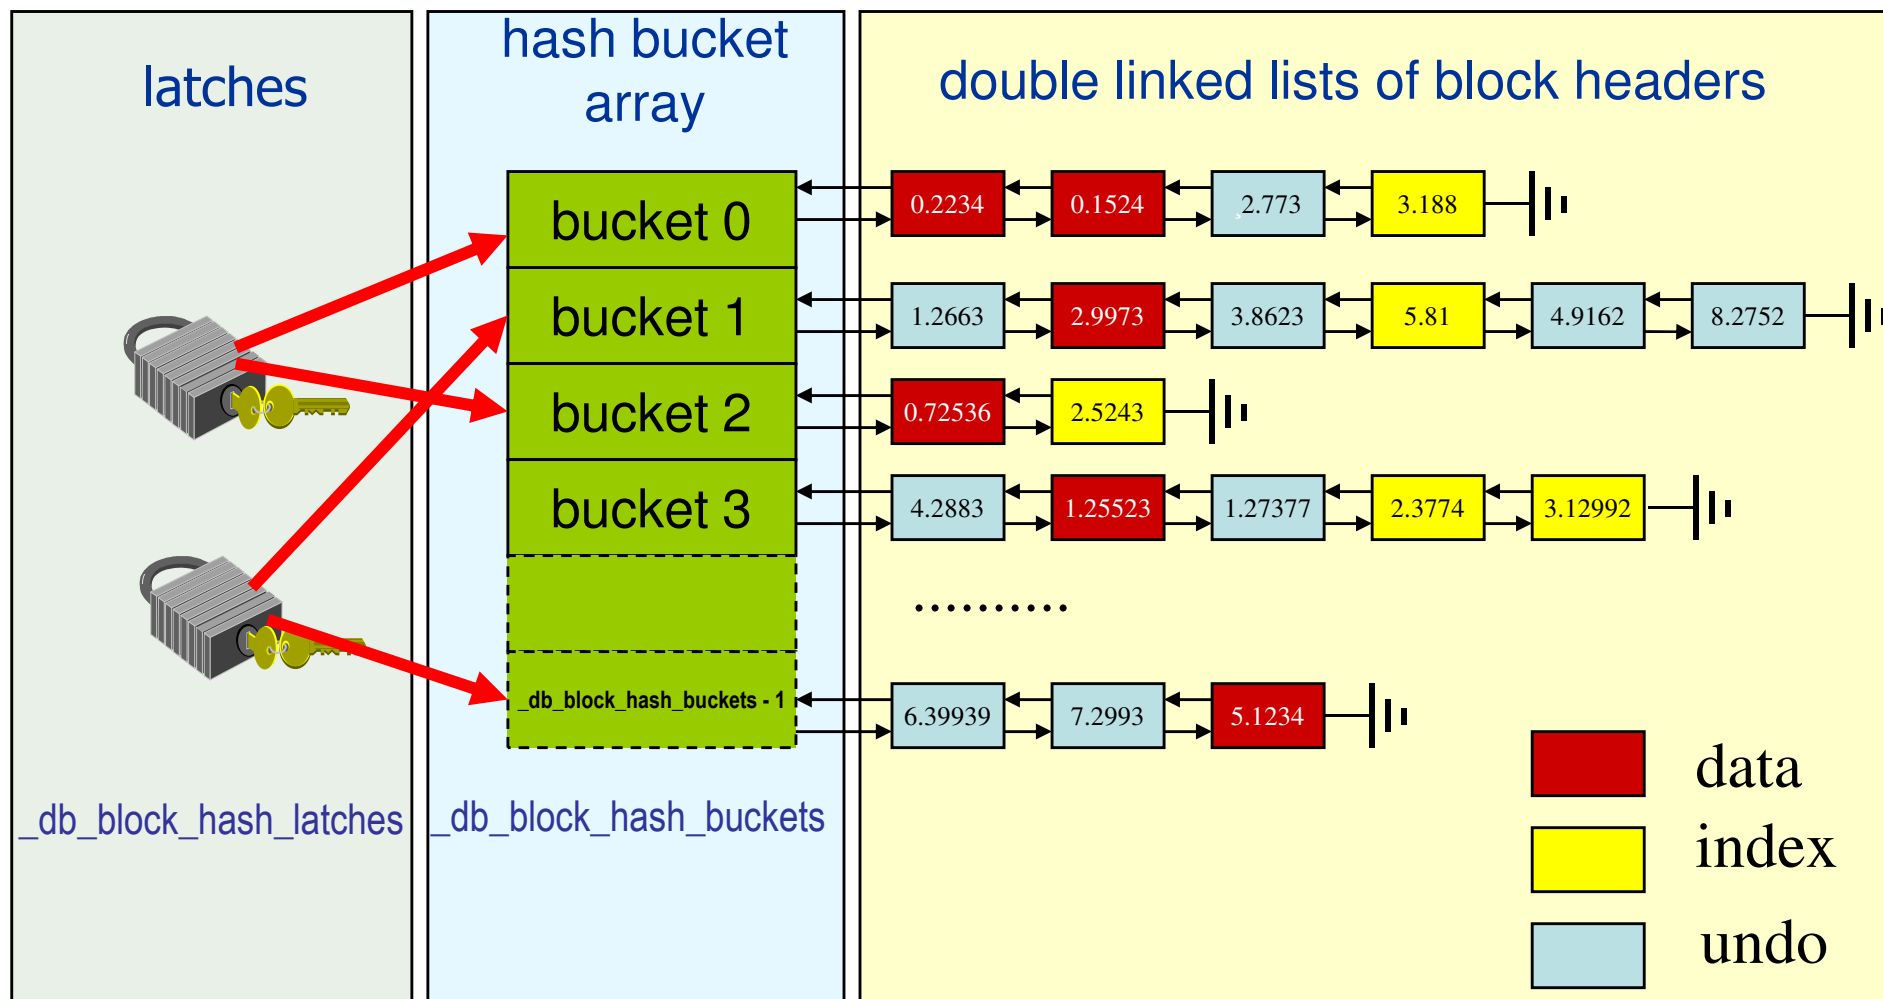 latches
hash bucket
array
double linked lists of block headers
bucket 0
0.2234 0.1524 2.773 3.188
bucket 1
1.2663 2.9973 3.8623 5.81 4.9162 8.2752
bucket 2
0.72536 2.5243
bucket 3
4.2883 1.25523 1.27377 2.3774 3.12992
..........
_db_block_hash_buckets - 1
6.39939 7.2993 5.1234
_db_block_hash_latches
_db_block_hash_buckets
data
index
undo